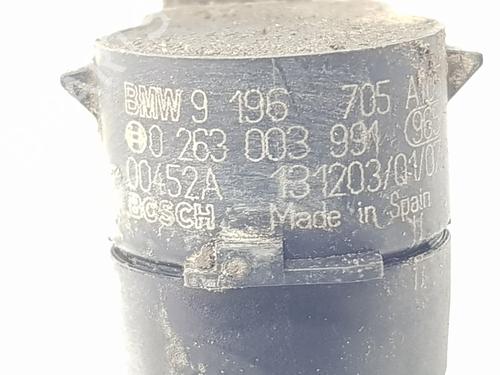 BMW 9 196 705
0 263 003 991
00452A 131203/Q1/07
BOSCH Made in Spain